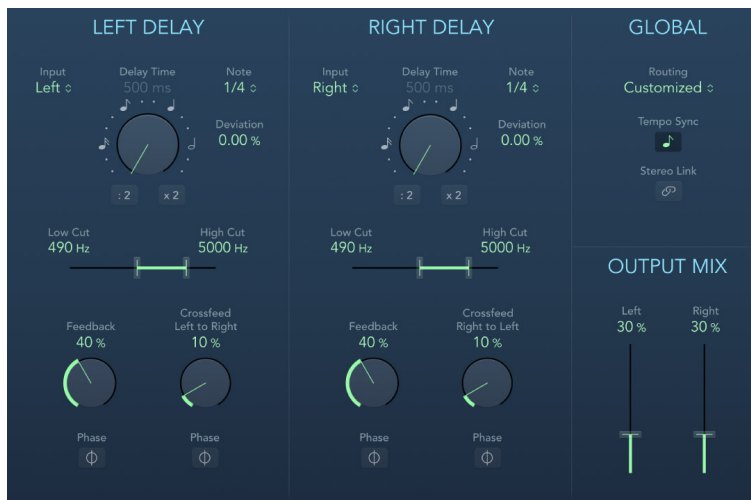 LEFT DELAY
Input
Delay Time
Note
Left
500 ms
1/4
Deviation
0.00 %
: 2
x 2
Low Cut
High Cut
490 Hz
5000 Hz
Feedback
Crossfeed
Left to Right
40 %
10 %
Phase
Phase
RIGHT DELAY
Input
Delay Time
Note
Right
500 ms
1/4
Deviation
0.00 %
: 2
x 2
Low Cut
High Cut
490 Hz
5000 Hz
Feedback
Crossfeed
Right to Left
40 %
10 %
Phase
Phase
GLOBAL
Routing
Customized
Tempo Sync
Stereo Link
OUTPUT MIX
Left
Right
30 %
30 %